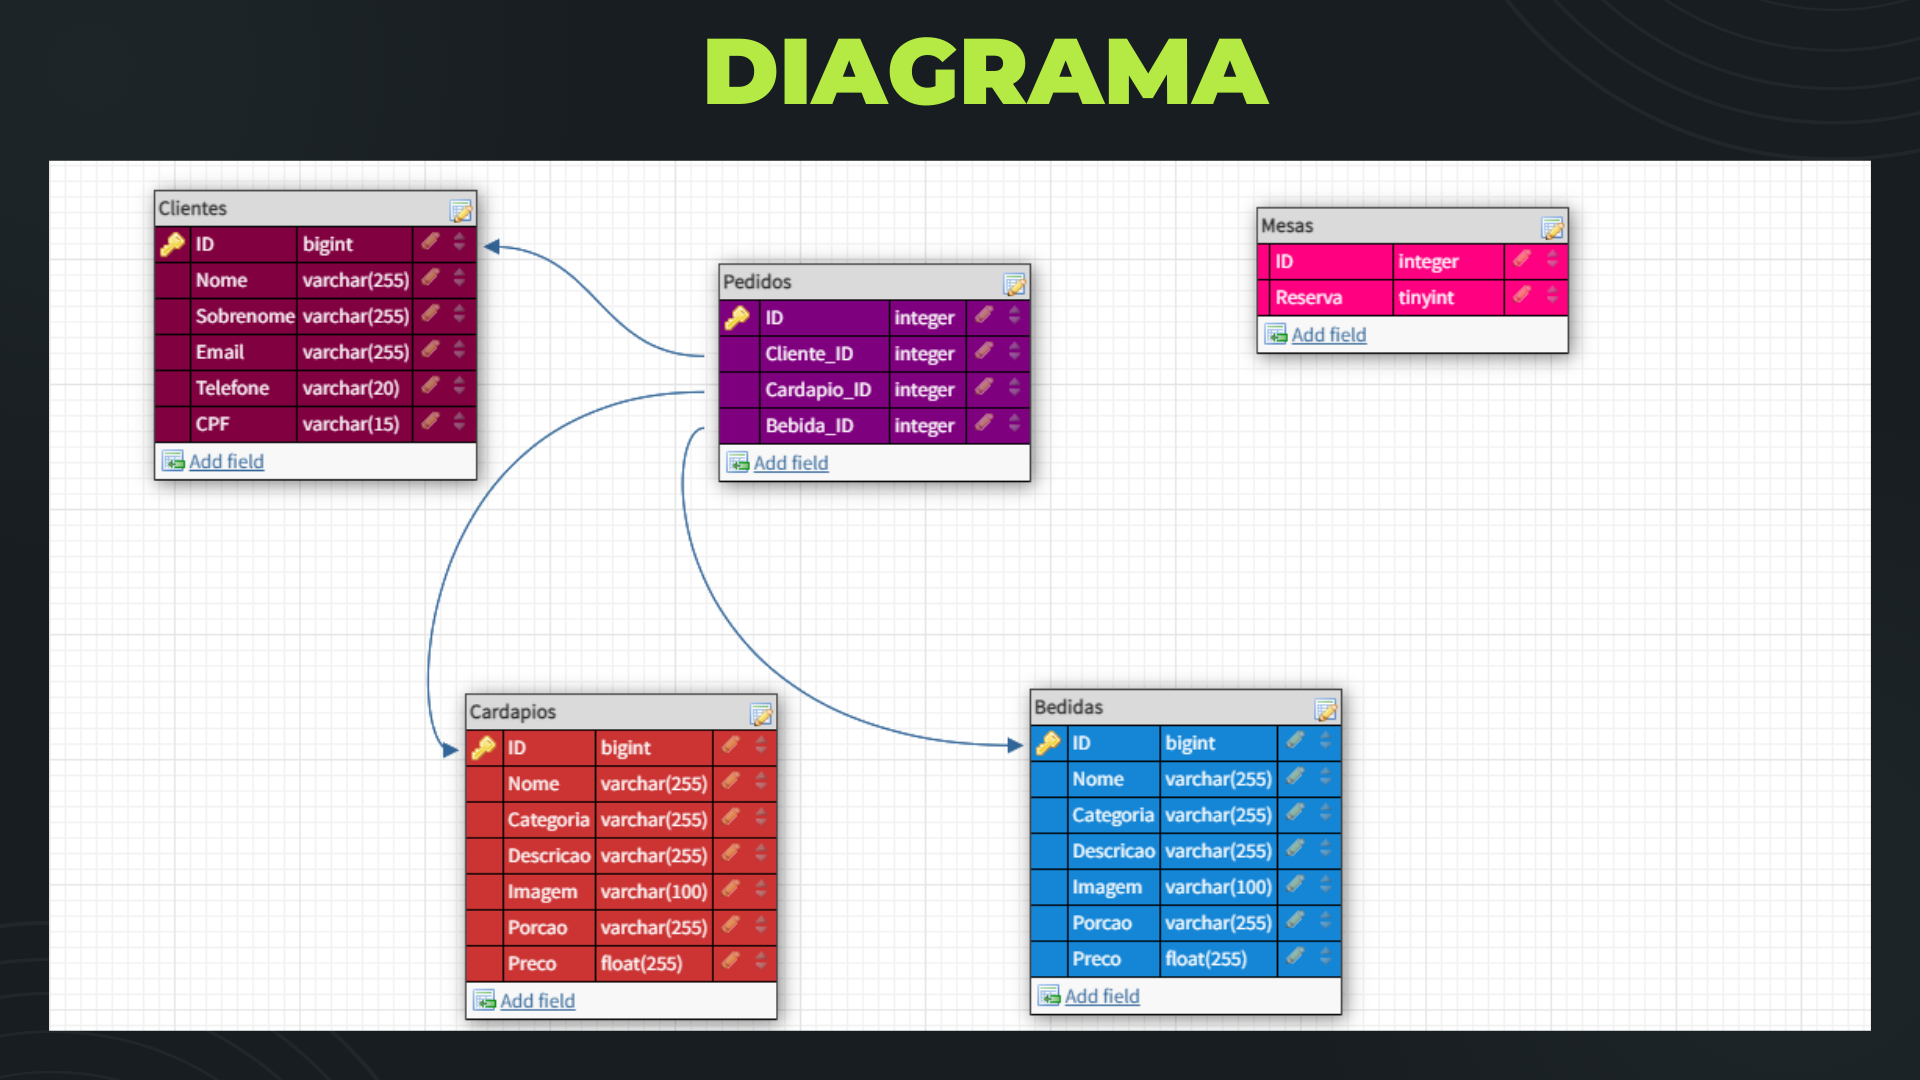 DIAGRAMA
Clientes
ID bigint
Nome varchar(255)
Sobrenome varchar(255)
Email varchar(255)
Telefone varchar(20)
CPF varchar(15)
Add field
Pedidos
ID integer
Cliente_ID integer
Cardapio_ID integer
Bebida_ID integer
Add field
Mesas
ID integer
Reserva tinyint
Add field
Cardapios
ID bigint
Nome varchar(255)
Categoria varchar(255)
Descricao varchar(255)
Imagem varchar(100)
Porcao varchar(255)
Preco float(255)
Add field
Bedidas
ID bigint
Nome varchar(255)
Categoria varchar(255)
Descricao varchar(255)
Imagem varchar(100)
Porcao varchar(255)
Preco float(255)
Add field